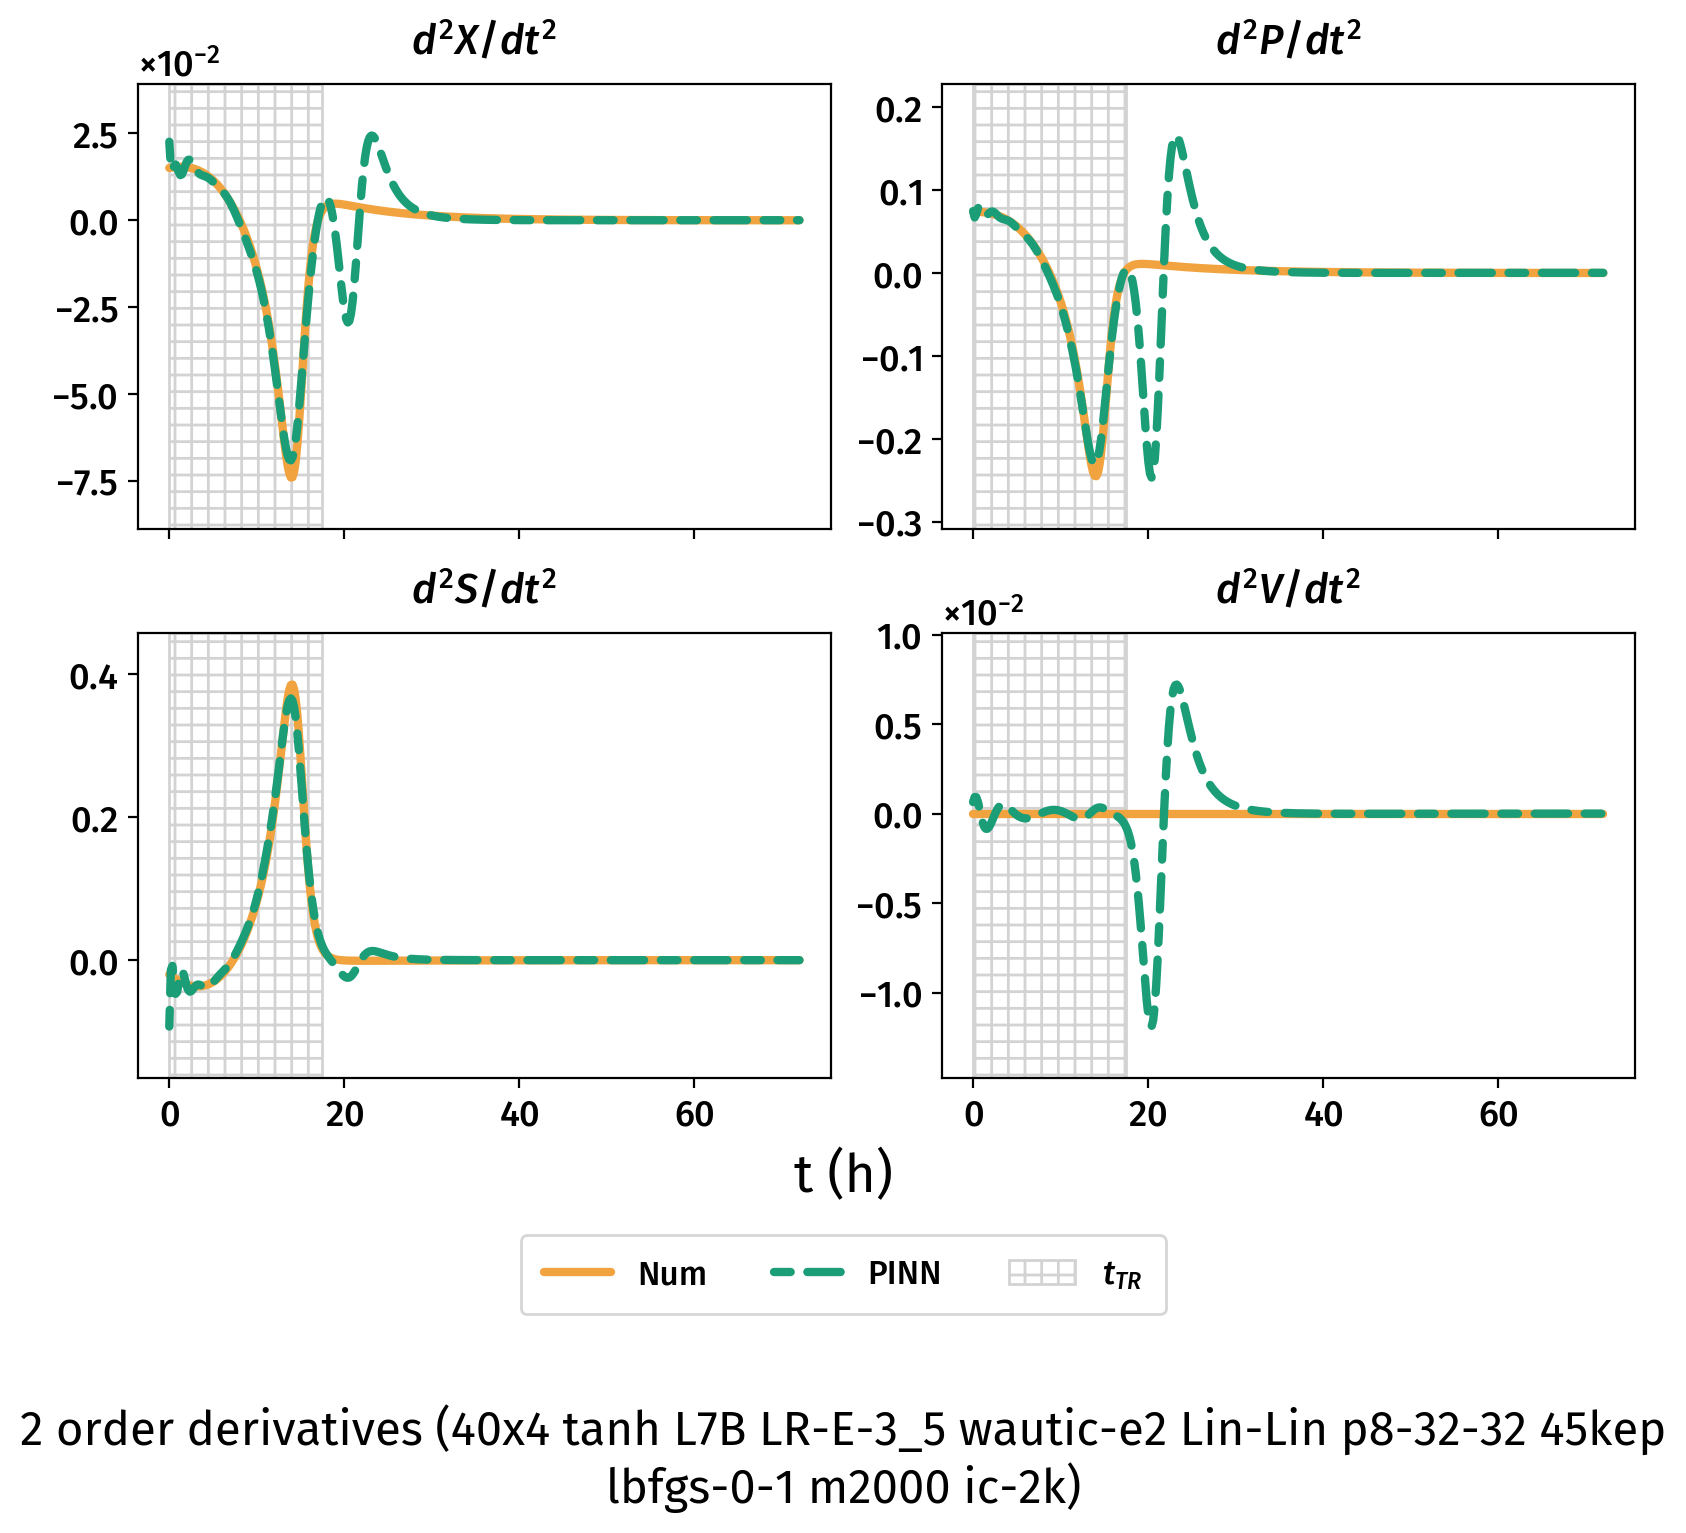 d²X/dt²
×10⁻²
2.5
0.0
−2.5
−5.0
−7.5
d²P/dt²
0.2
0.1
0.0
−0.1
−0.2
−0.3
d²S/dt²
0.4
0.2
0.0
0 20 40 60
d²V/dt²
×10⁻²
1.0
0.5
0.0
−0.5
−1.0
0 20 40 60
t (h)
Num PINN t_TR
2 order derivatives (40x4 tanh L7B LR-E-3_5 wautic-e2 Lin-Lin p8-32-32 45kep
lbfgs-0-1 m2000 ic-2k)